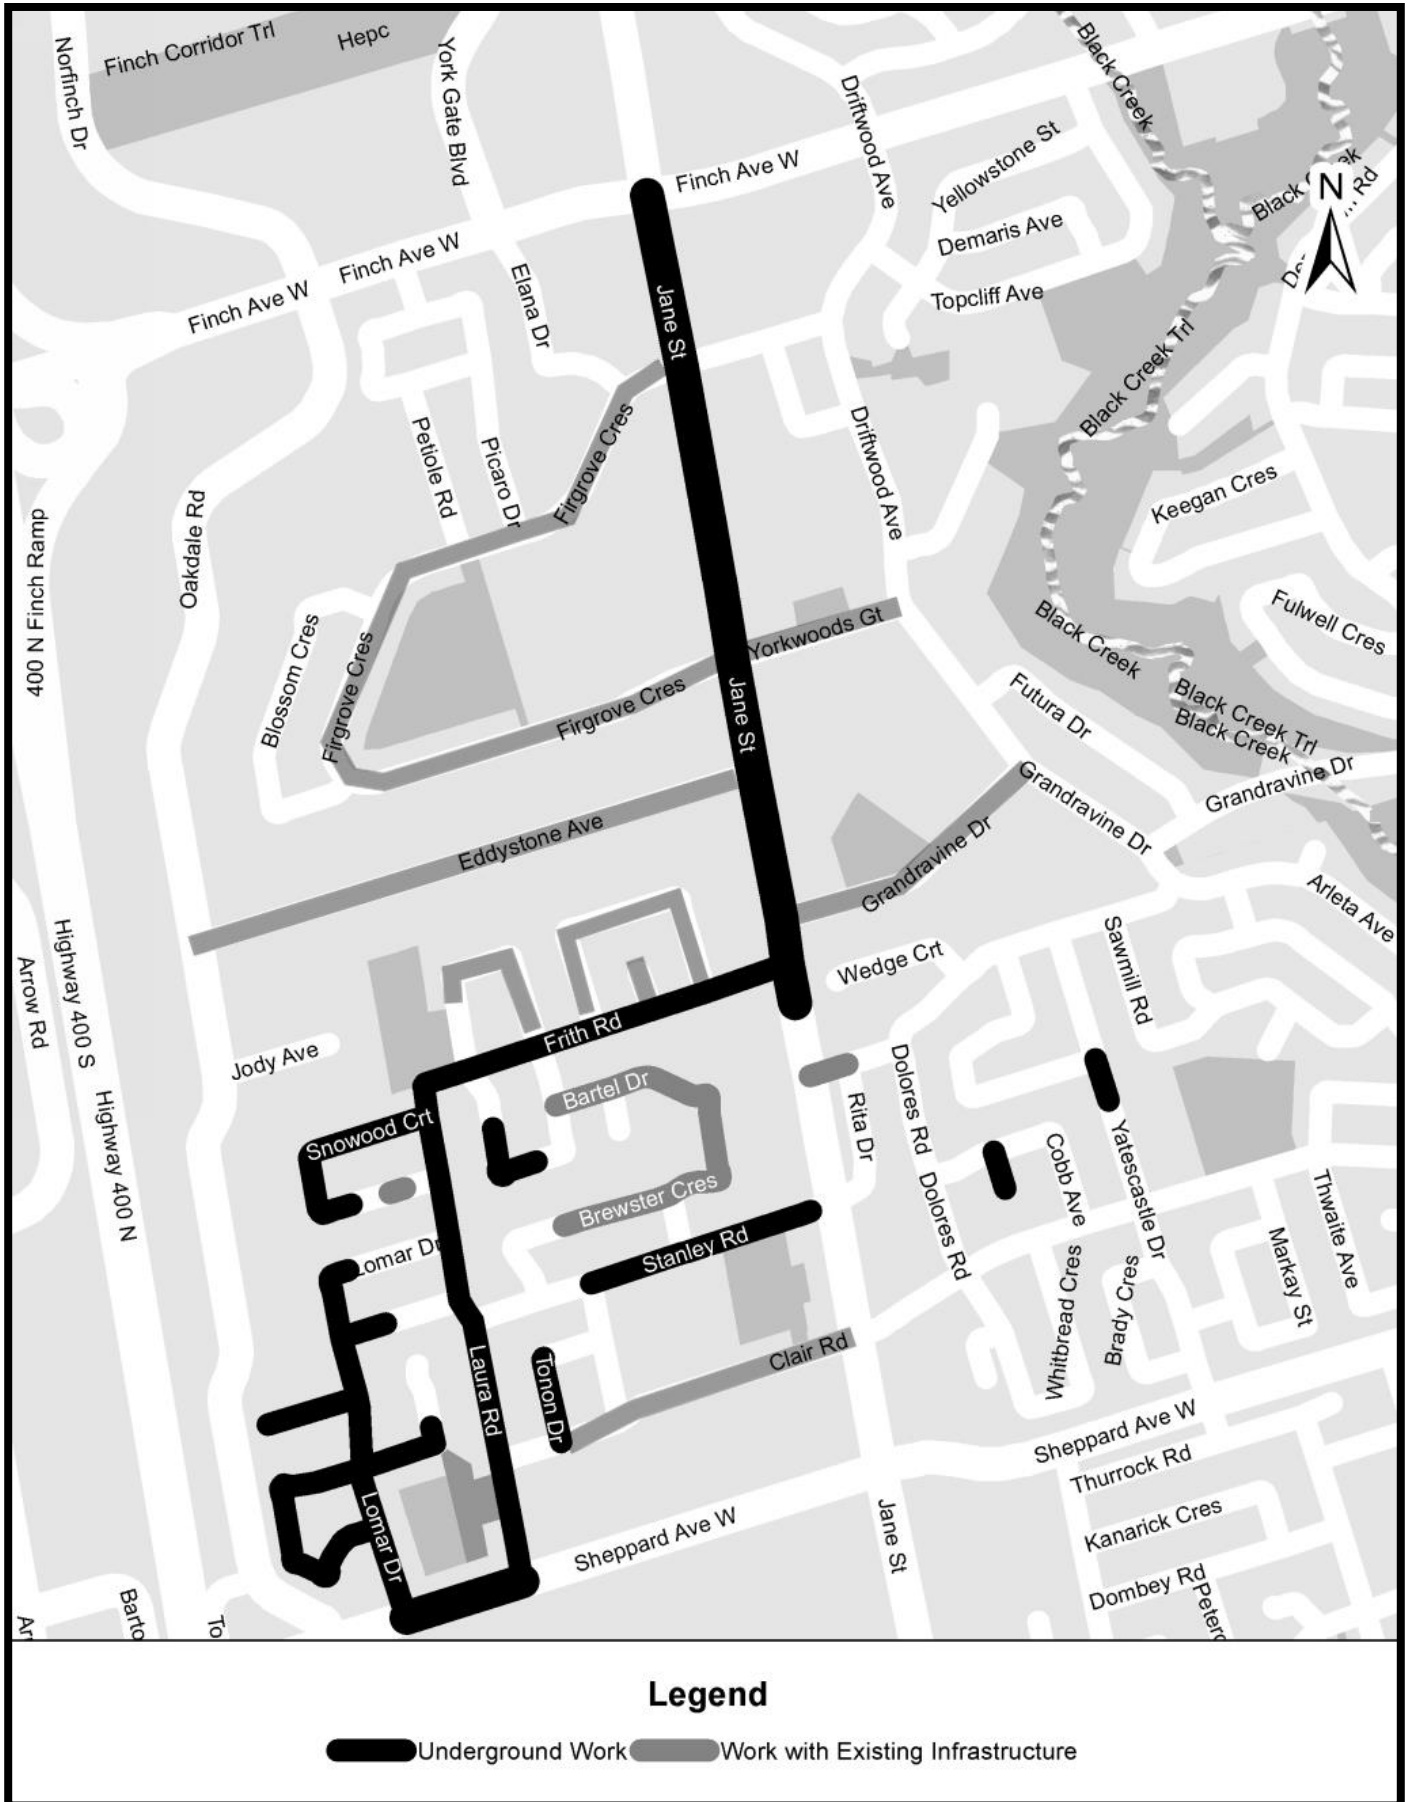 Norfinch Dr
Finch Corridor Trl
Hepc
York Gate Blvd
Driftwood Ave
Black Creek
Yellowstone St
Finch Ave W
Black
Rd
N
Demaris Ave
Finch Ave W
Elana Dr
Topcliff Ave
Finch Ave W
Jane St
Black Creek Trl
Petiole Rd
Picaro Dr
Firgrove Cres
Driftwood Ave
Keegan Cres
400 N Finch Ramp
Oakdale Rd
Blossom Cres
Firgrove Cres
Firgrove Cres
Yorkwoods Gt
Jane St
Black Creek
Fulwell Cres
Futura Dr
Black Creek Trl
Black Creek
Grandravine Dr
Grandravine Dr
Eddystone Ave
Grandravine Dr
Arleta Ave
Highway 400 S
Arrow Rd
Wedge Crt
Sawmill Rd
Frith Rd
Jody Ave
Highway 400 N
Bartel Dr
Dolores Rd
Rita Dr
Snowood Crt
Cobb Ave
Yatescastle Dr
Brewster Cres
Dolores Rd
Thwaite Ave
Stanley Rd
Lomar Dr
Whitbread Cres
Brady Cres
Markay St
Laura Rd
Tonon Dr
Clair Rd
Sheppard Ave W
Thurrock Rd
Lomar Dr
Sheppard Ave W
Jane St
Kanarick Cres
Dombey Rd
Peterc
Ar
Barto
To
Legend
Underground Work
Work with Existing Infrastructure